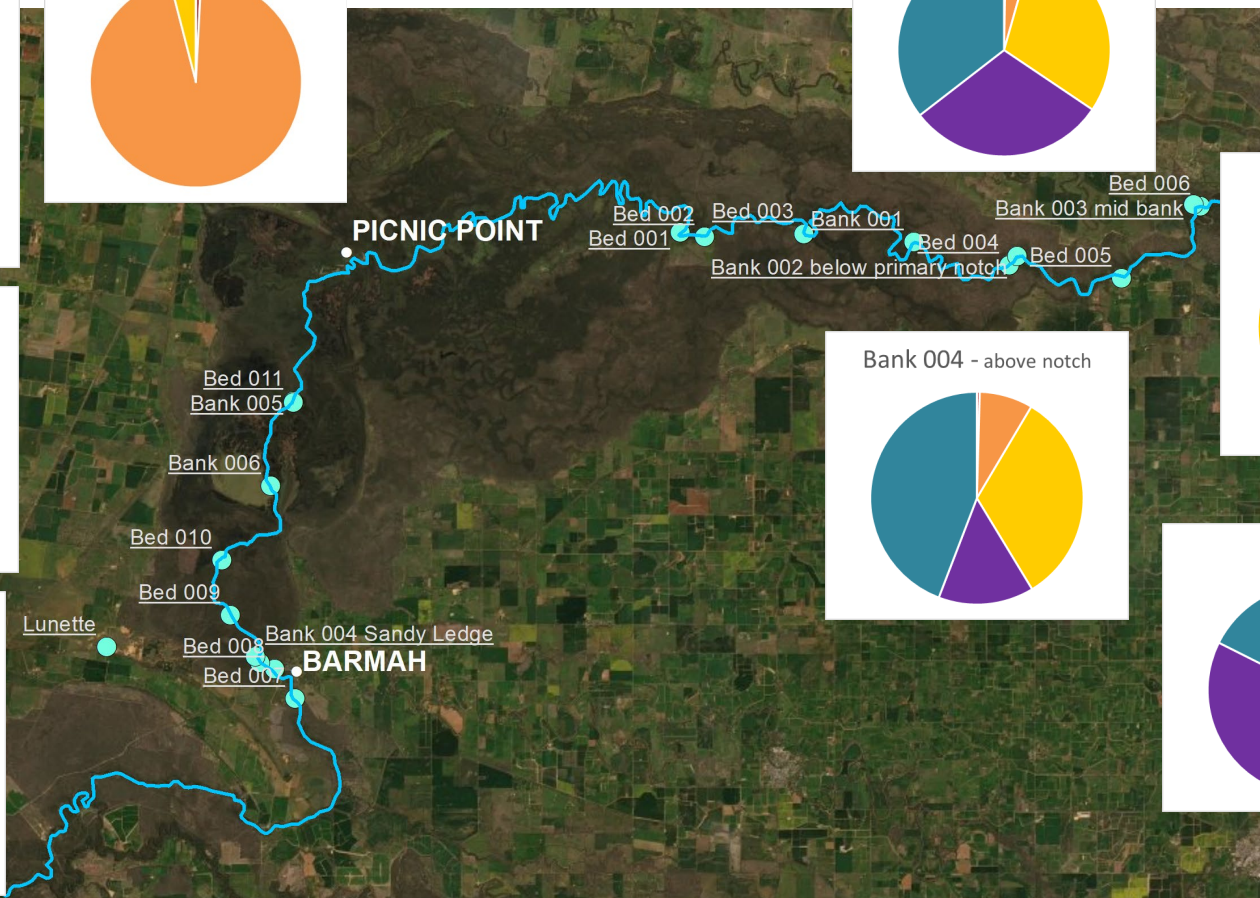 Bed 006
Bank 003 mid bank
Bed 002
Bed 003
Bank 001
PICNIC POINT
Bed 001
Bed 004
Bed 005
Bank 002 below primary notch
Bank 004 - above notch
Bed 011
Bank 005
Bank 006
Bed 010
Bed 009
Lunette
Bank 004 Sandy Ledge
Bed 008
BARMAH
Bed 007